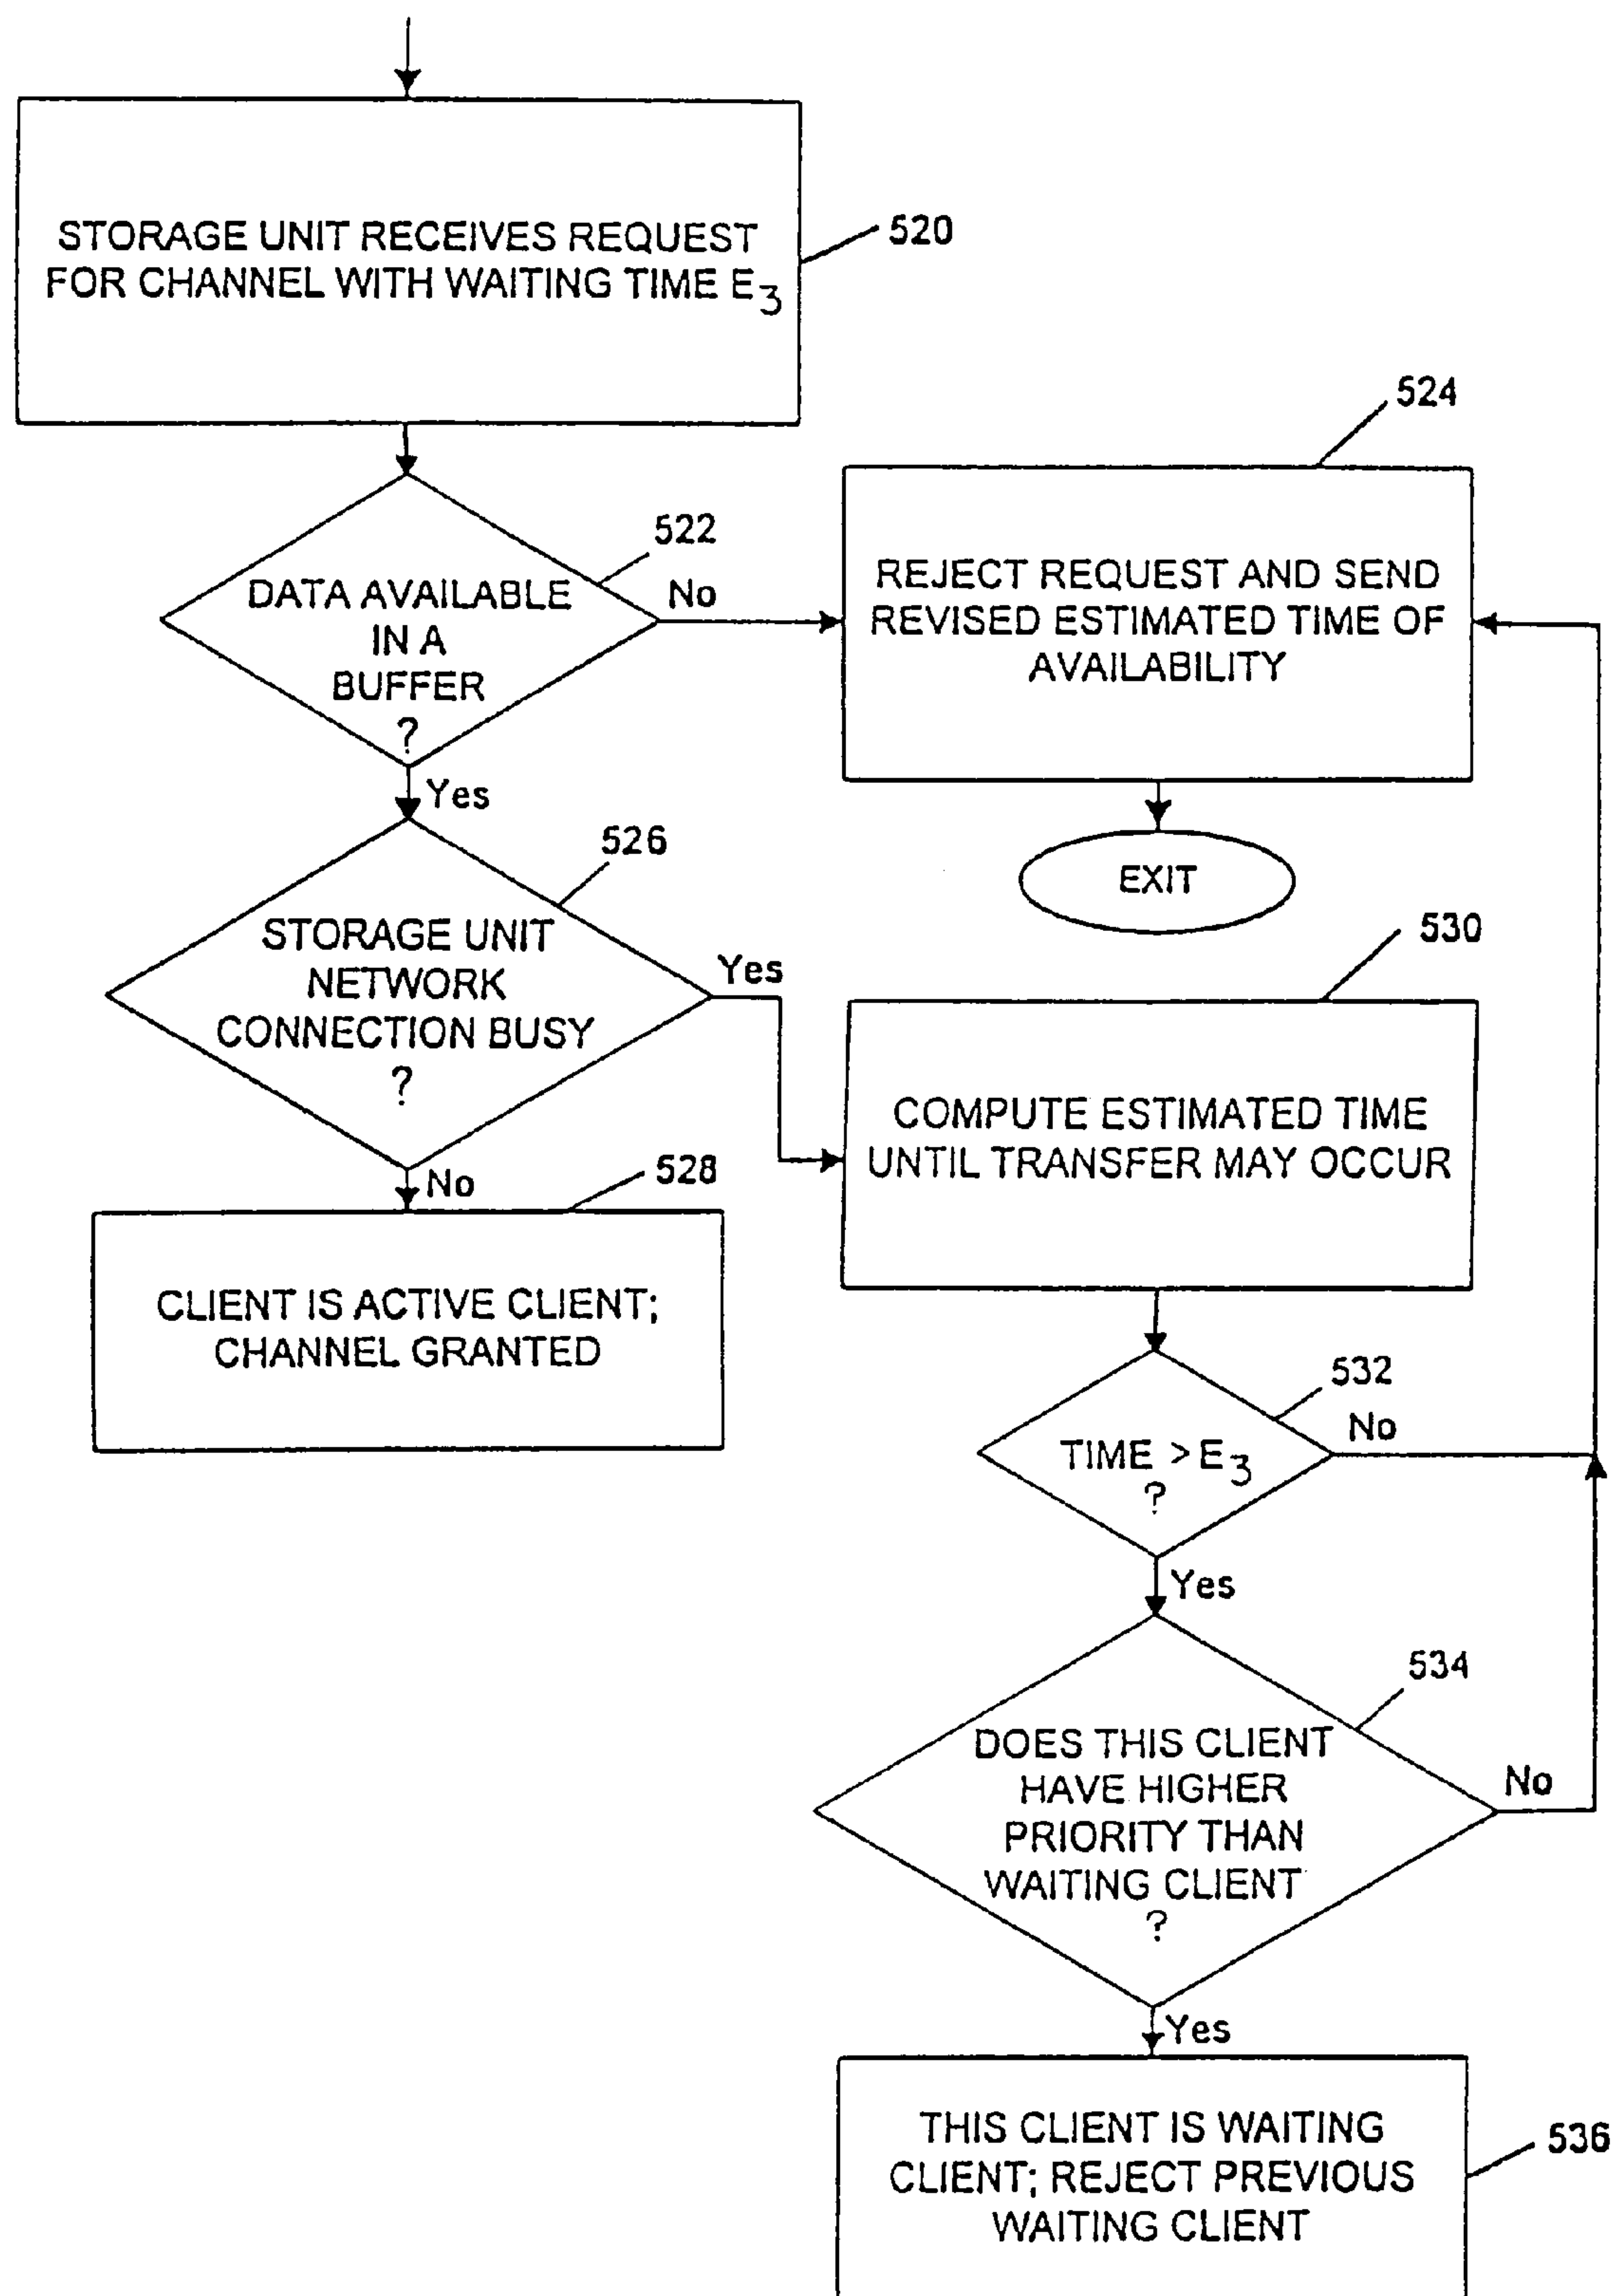 STORAGE UNIT RECEIVES REQUEST
FOR CHANNEL WITH WAITING TIME E3
520
524
522
DATA AVAILABLE
IN A
BUFFER
?
No
REJECT REQUEST AND SEND
REVISED ESTIMATED TIME OF
AVAILABILITY
Yes
EXIT
526
STORAGE UNIT
NETWORK
CONNECTION BUSY
?
Yes
530
COMPUTE ESTIMATED TIME
UNTIL TRANSFER MAY OCCUR
No
528
CLIENT IS ACTIVE CLIENT;
CHANNEL GRANTED
532
TIME > E3
?
No
Yes
534
DOES THIS CLIENT
HAVE HIGHER
PRIORITY THAN
WAITING CLIENT
?
No
Yes
THIS CLIENT IS WAITING
CLIENT; REJECT PREVIOUS
WAITING CLIENT
536